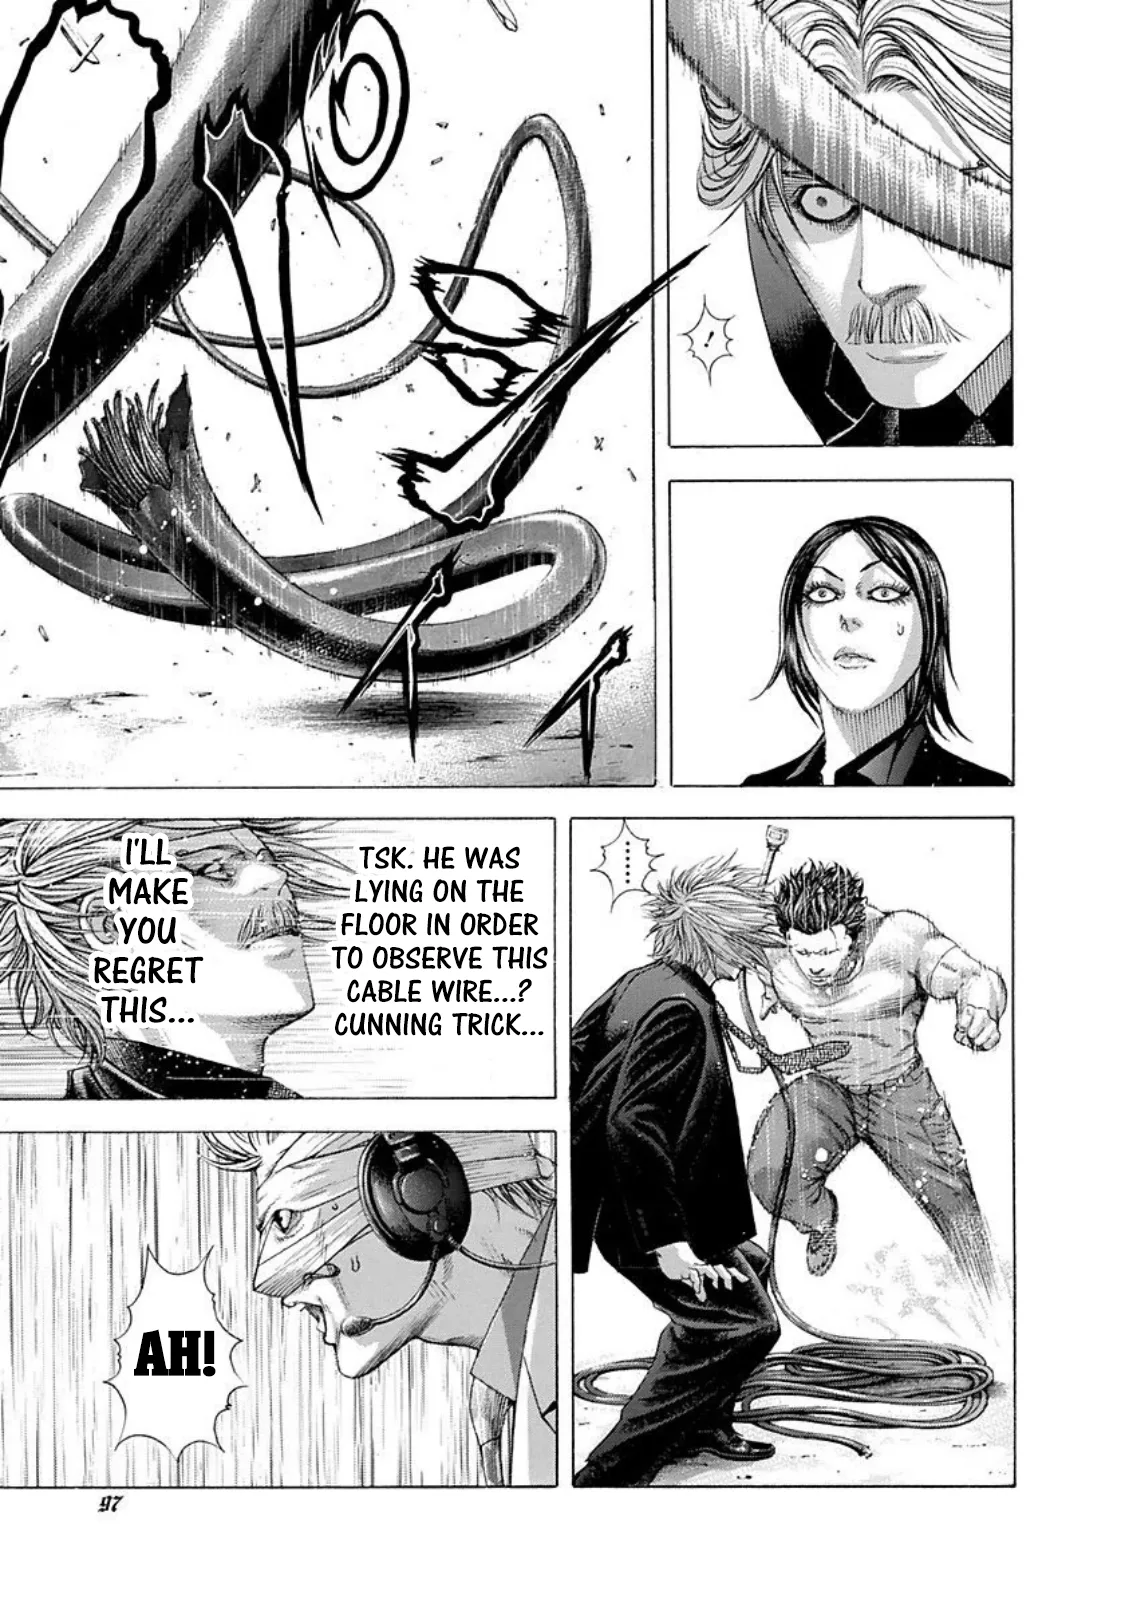 !
......
TSK. HE WAS
LYING ON THE
FLOOR IN ORDER
TO OBSERVE THIS
CABLE WIRE...?
CUNNING TRICK...
I'LL
MAKE
YOU
REGRET
THIS...
AH!
97